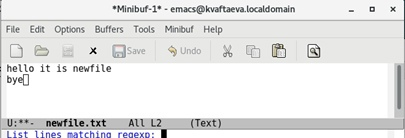 *Minibuf-1* - emacs@kvaftaeva.localdomain
File Edit Options Buffers Tools Minibuf Help
Save Undo
hello it is newfile
bye
U:**- newfile.txt All L2 (Text)
List lines matching regexp: